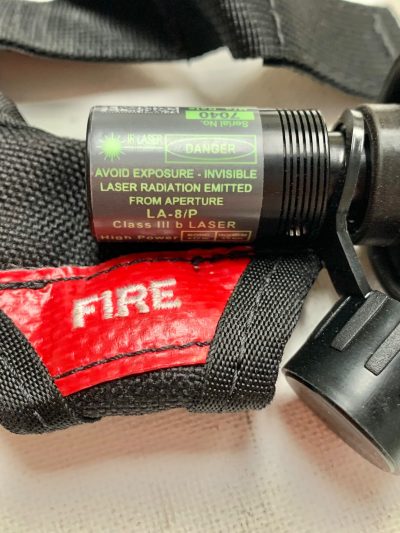 Serial No.
7040
IR LASER
DANGER
AVOID EXPOSURE - INVISIBLE
LASER RADIATION EMITTED
FROM APERTURE
LA-8/P
Class III b LASER
High Power
FIRE